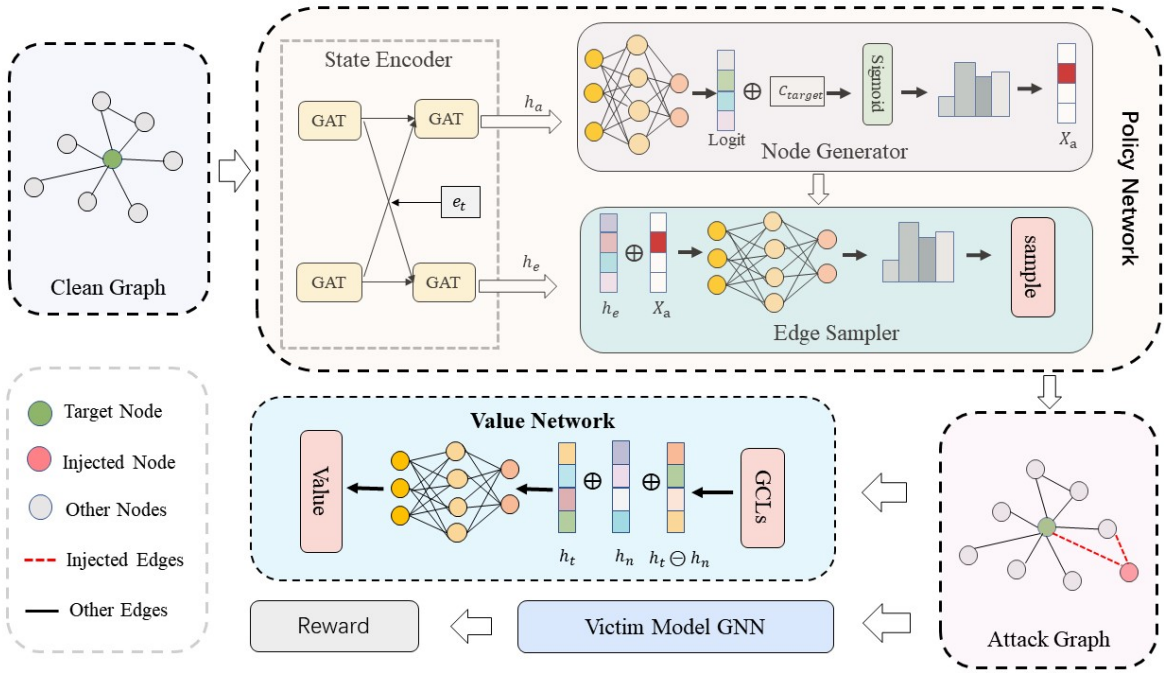 Clean Graph
State Encoder
GAT
GAT
GAT
GAT
e_t
h_a
h_e
Logit
⊕
C_target
Sigmoid
X_a
Node Generator
h_e
⊕
X_a
sample
Edge Sampler
Policy Network
Target Node
Injected Node
Other Nodes
Injected Edges
Other Edges
Value Network
Value
⊕
⊕
GCLs
h_t
h_n
h_t ⊖ h_n
Reward
Victim Model GNN
Attack Graph